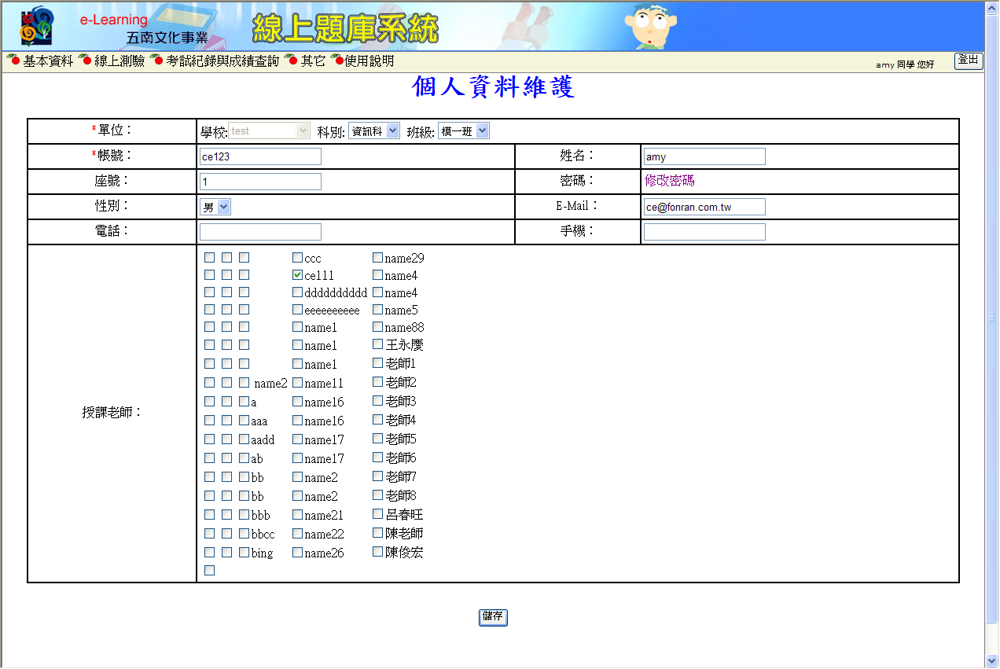 e-Learning
五南文化事業
線上題庫系統
基本資料 線上測驗 考試紀錄與成績查詢 其它 使用說明
amy 同學 您好 登出
個人資料維護
*單位： 學校: test 科別: 資訊科 班級: 模一班
*帳號： ce123 姓名： amy
座號： 1 密碼： 修改密碼
性別： 男 E-Mail： ce@fonran.com.tw
電話： 手機：
授課老師：
ccc name29
ce111 name4
dddddddddd name4
eeeeeeeeee name5
name1 name88
name1 王永慶
name1 老師1
name2 name11 老師2
a name16 老師3
aaa name16 老師4
aadd name17 老師5
ab name17 老師6
bb name2 老師7
bb name2 老師8
bbb name21 呂春旺
bbcc name22 陳老師
bing name26 陳俊宏
儲存